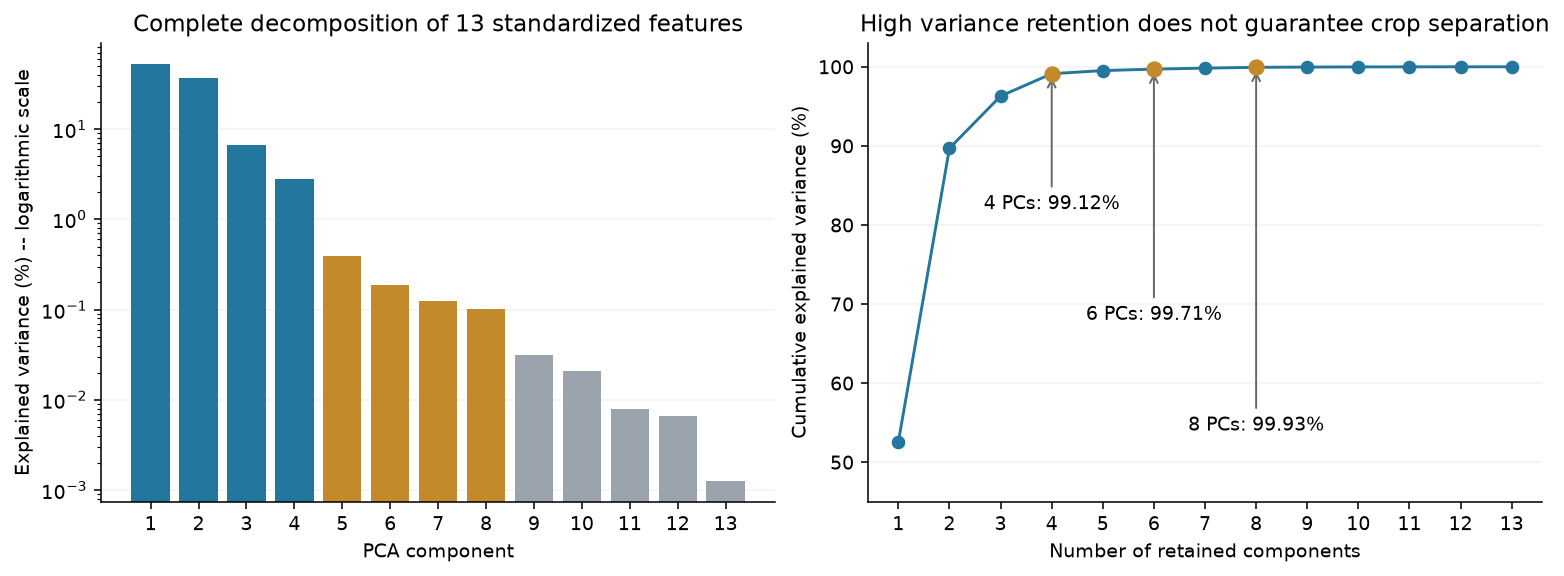 Complete decomposition of 13 standardized features
Explained variance (%) -- logarithmic scale
10¹
10⁰
10⁻¹
10⁻²
10⁻³
1 2 3 4 5 6 7 8 9 10 11 12 13
PCA component
High variance retention does not guarantee crop separation
Cumulative explained variance (%)
100
90
80
70
60
50
4 PCs: 99.12%
6 PCs: 99.71%
8 PCs: 99.93%
1 2 3 4 5 6 7 8 9 10 11 12 13
Number of retained components